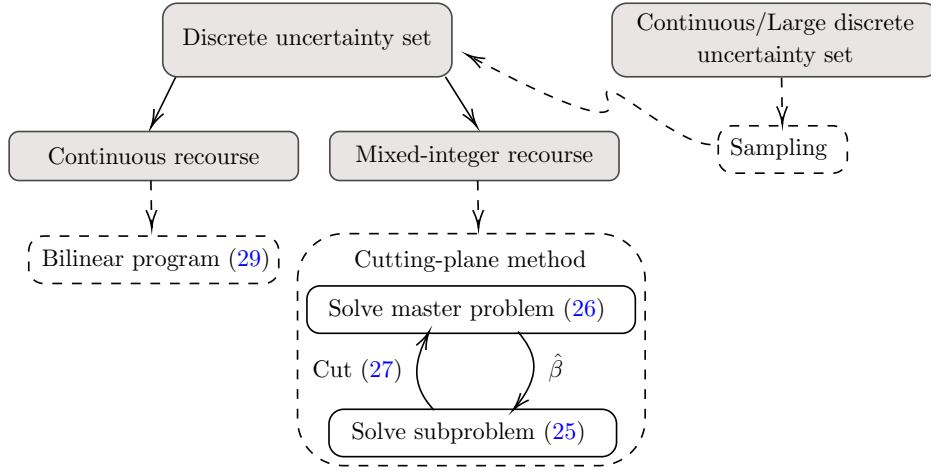 Discrete uncertainty set
Continuous/Large discrete
uncertainty set
Sampling
Continuous recourse
Mixed-integer recourse
Bilinear program (29)
Cutting-plane method
Solve master problem (26)
Cut (27)
β̂
Solve subproblem (25)